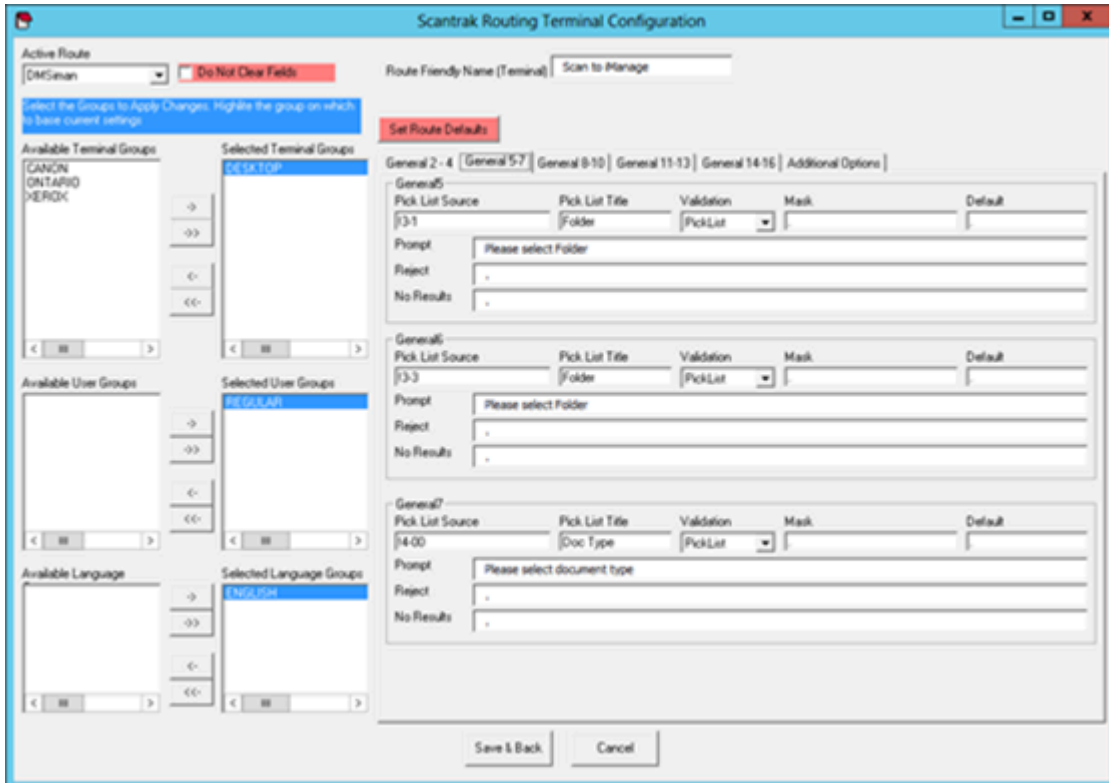 Scantrak Routing Terminal Configuration
Active Route
DMSiman
Do Not Clear Fields
Route Friendly Name (Terminal) Scan to iManage
Select the Groups to Apply Changes. Highlite the group on which
to base current settings
Set Route Defaults
Available Terminal Groups
CANON
ONTARIO
XEROX
->
->>
<-
<<-
Selected Terminal Groups
DESKTOP
Available User Groups
->
->>
<-
<<-
Selected User Groups
REGULAR
Available Language
->
->>
<-
<<-
Selected Language Groups
ENGLISH
General 2 - 4 General 5-7 General 8-10 General 11-13 General 14-16 Additional Options
General5
Pick List Source Pick List Title Validation Mask Default
Folder PickList . .
Prompt Please select Folder
Reject .
No Results .
General6
Pick List Source Pick List Title Validation Mask Default
Folder PickList . .
Prompt Please select Folder
Reject .
No Results .
General7
Pick List Source Pick List Title Validation Mask Default
Doc Type PickList . .
Prompt Please select document type
Reject .
No Results .
Save & Back Cancel